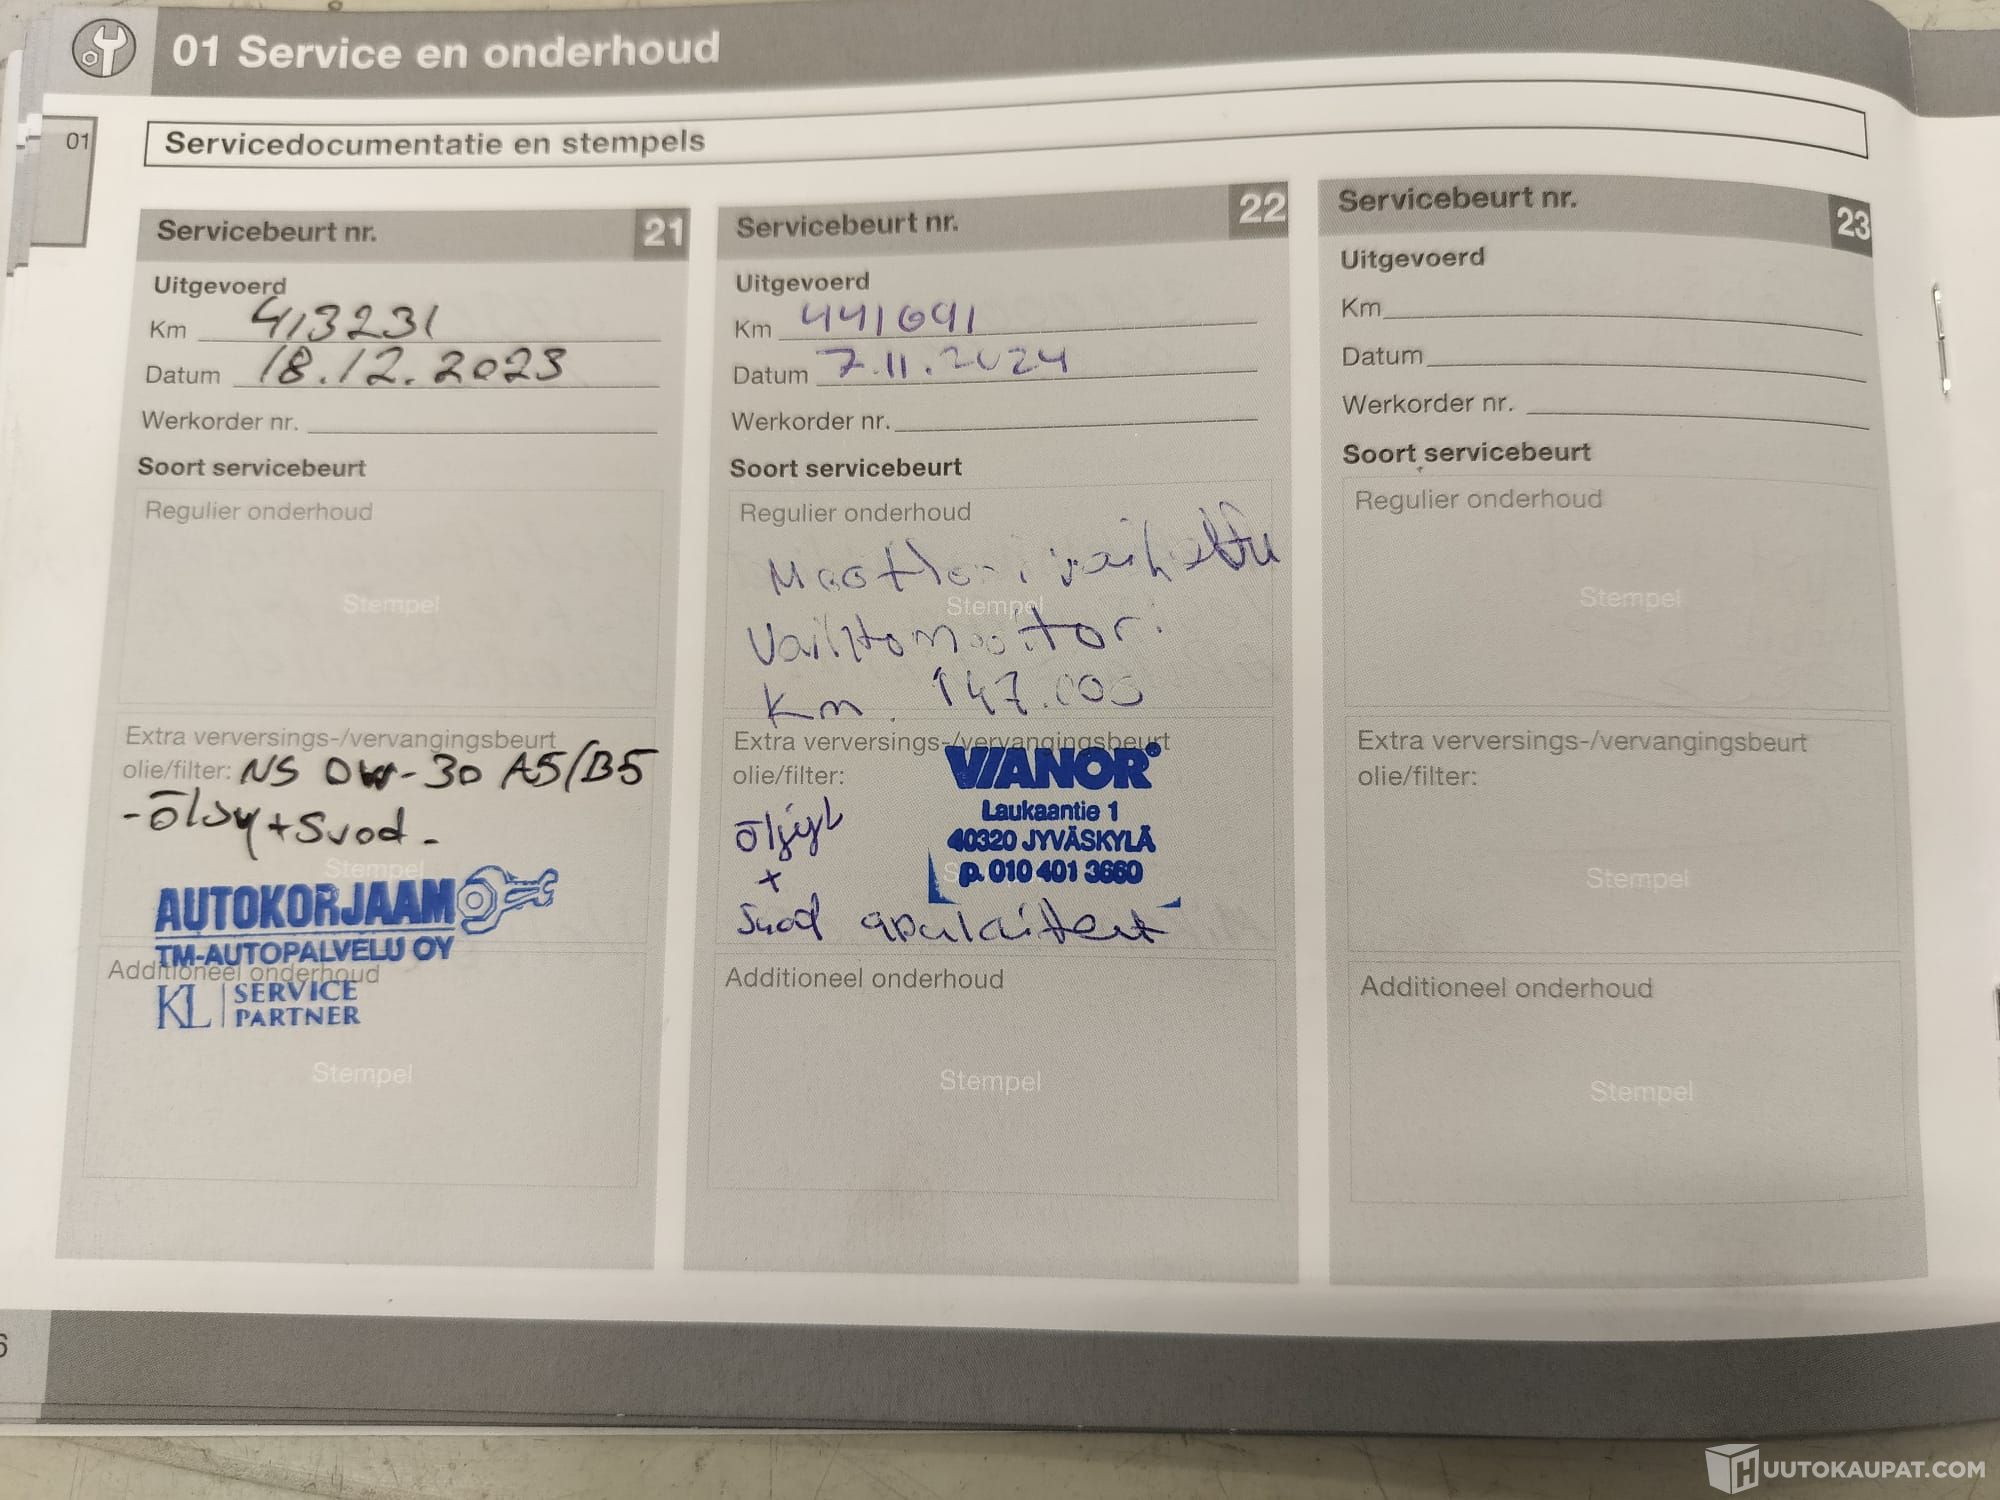 01 Service en onderhoud
01
Servicedocumentatie en stempels
Servicebeurt nr. 21
Uitgevoerd
Km 413231
Datum 18.12.2023
Werkorder nr.
Soort servicebeurt
Regulier onderhoud
Stempel
Extra verversings-/vervangingsbeurt
olie/filter: NS 0W-30 A5/B5
-ölsy + Suod.
Stempel
AUTOKORJAAMO
TM-AUTOPALVELU OY
Additioneel onderhoud
KL SERVICE
PARTNER
Stempel
Servicebeurt nr. 22
Uitgevoerd
Km 441691
Datum 7.11.2024
Werkorder nr.
Soort servicebeurt
Regulier onderhoud
Moottori vaihdettu
Stempel
Vaihtomoottor.
Km. 147.000
Extra verversings-/vervangingsbeurt
olie/filter:
VIANOR
Laukaantie 1
40320 JYVÄSKYLÄ
p. 010 401 3660
+
Suod
Additioneel onderhoud
Stempel
Servicebeurt nr. 23
Uitgevoerd
Km
Datum
Werkorder nr.
Soort servicebeurt
Regulier onderhoud
Stempel
Extra verversings-/vervangingsbeurt
olie/filter:
Stempel
Additioneel onderhoud
Stempel
6
HUUTOKAUPAT.COM